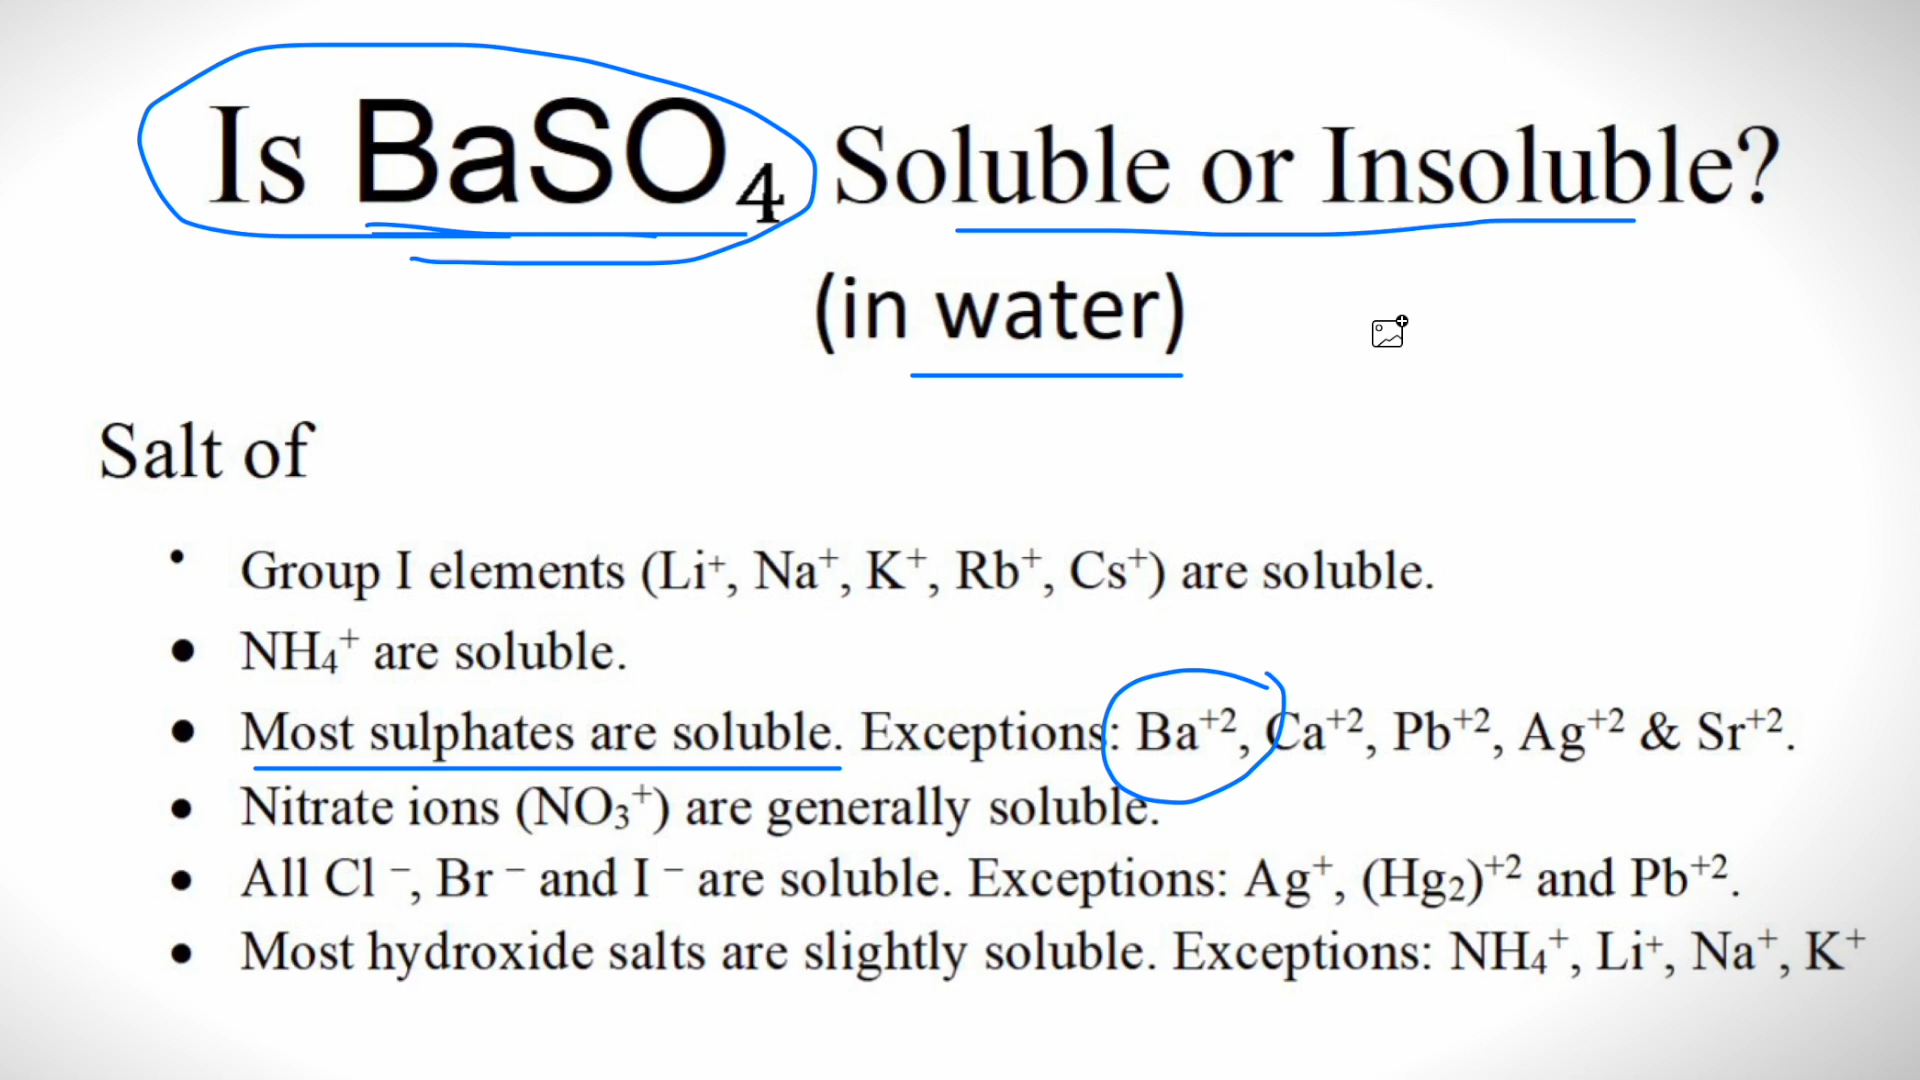 Is BaSO₄ Soluble or Insoluble?
(in water)
Salt of
• Group I elements (Li⁺, Na⁺, K⁺, Rb⁺, Cs⁺) are soluble.
• NH₄⁺ are soluble.
• Most sulphates are soluble. Exceptions: Ba⁺², Ca⁺², Pb⁺², Ag⁺² & Sr⁺².
• Nitrate ions (NO₃⁺) are generally soluble.
• All Cl ⁻, Br ⁻ and I ⁻ are soluble. Exceptions: Ag⁺, (Hg₂)⁺² and Pb⁺².
• Most hydroxide salts are slightly soluble. Exceptions: NH₄⁺, Li⁺, Na⁺, K⁺